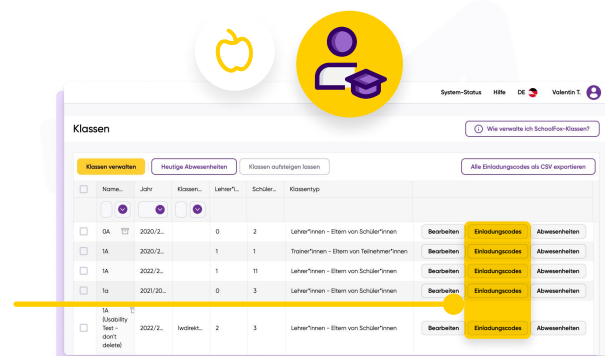 System-Status Hilfe DE Valentin T.
Klassen
Wie verwalte ich SchoolFox-Klassen?
Klassen verwalten Heutige Abwesenheiten Klassen aufsteigen lassen Alle Einladungscodes als CSV exportieren
Name... Jahr Klassen... Lehrer*i... Schüler... Klassentyp
0A 2020/2... 0 2 Lehrer*innen - Eltern von Schüler*innen Bearbeiten Einladungscodes Abwesenheiten
1A 2020/2... 1 1 Trainer*innen - Eltern von Teilnehmer*innen Bearbeiten Einladungscodes Abwesenheiten
1A 2022/2... 1 11 Lehrer*innen - Eltern von Schüler*innen Bearbeiten Einladungscodes Abwesenheiten
1a 2021/20... 0 3 Lehrer*innen - Eltern von Schüler*innen Bearbeiten Einladungscodes Abwesenheiten
1A
(Usability
Test - 2022/2... lwdirekt... 2 3 Lehrer*innen - Eltern von Schüler*innen Bearbeiten Einladungscodes Abwesenheiten
don't
delete)